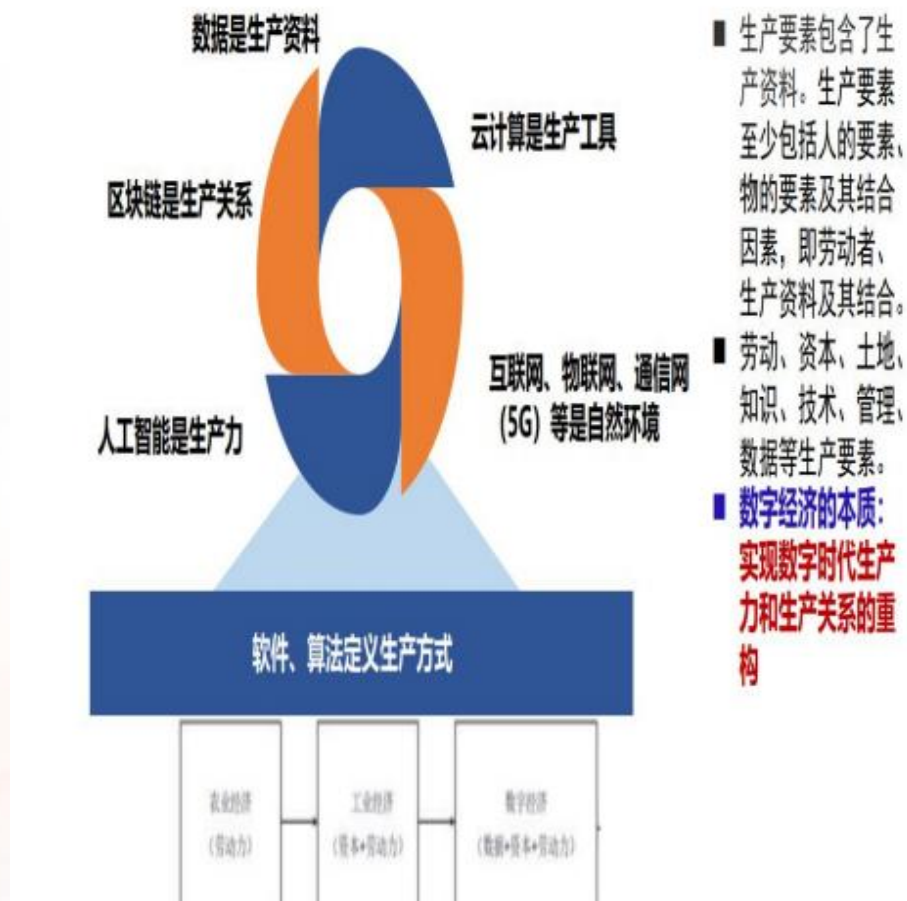 数据是生产资料
云计算是生产工具
区块链是生产关系
互联网、物联网、通信网
（5G）等是自然环境
人工智能是生产力
软件、算法定义生产方式
农业经济
（劳动力）
工业经济
（资本+劳动力）
数字经济
（数据+资本+劳动力）
■ 生产要素包含了生
产资料。生产要素
至少包括人的要素、
物的要素及其结合
因素，即劳动者、
生产资料及其结合。
■ 劳动、资本、土地、
知识、技术、管理、
数据等生产要素。
■ 数字经济的本质：
实现数字时代生产
力和生产关系的重
构